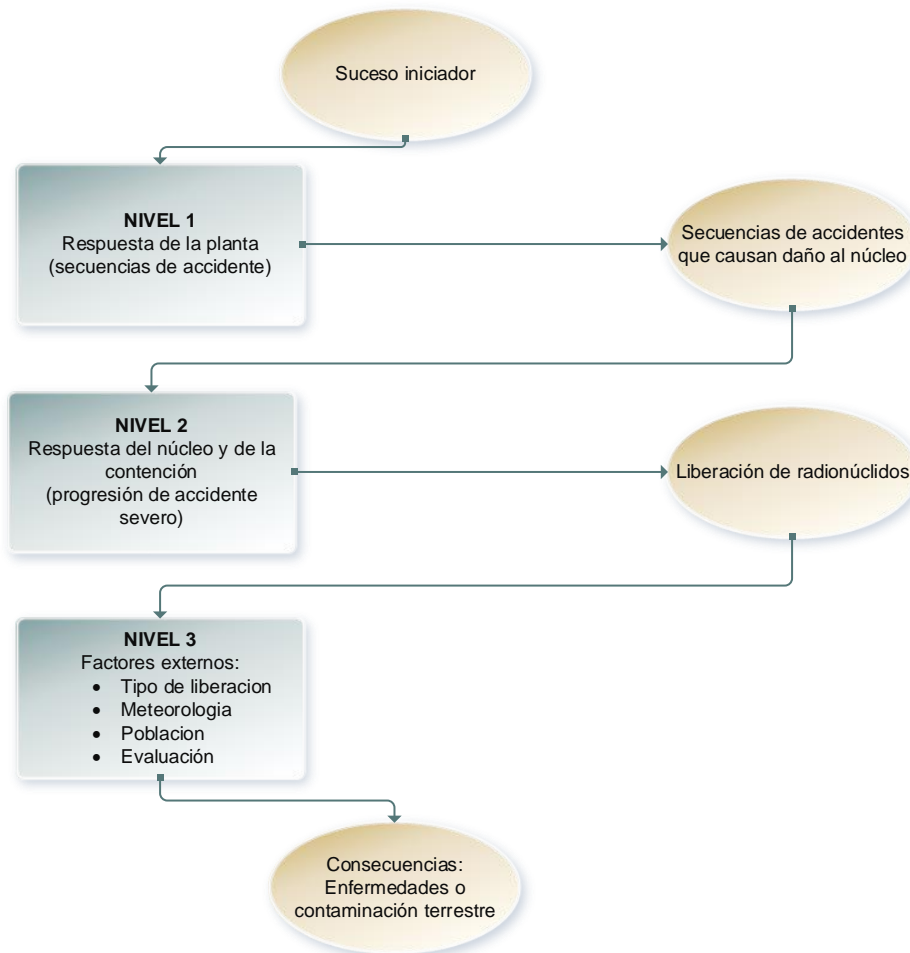 Suceso iniciador
NIVEL 1
Respuesta de la planta
(secuencias de accidente)
Secuencias de accidentes
que causan daño al núcleo
NIVEL 2
Respuesta del núcleo y de la
contención
(progresión de accidente
severo)
Liberación de radionúclidos
NIVEL 3
Factores externos:
• Tipo de liberacion
• Meteorologia
• Poblacion
• Evaluación
Consecuencias:
Enfermedades o
contaminación terrestre